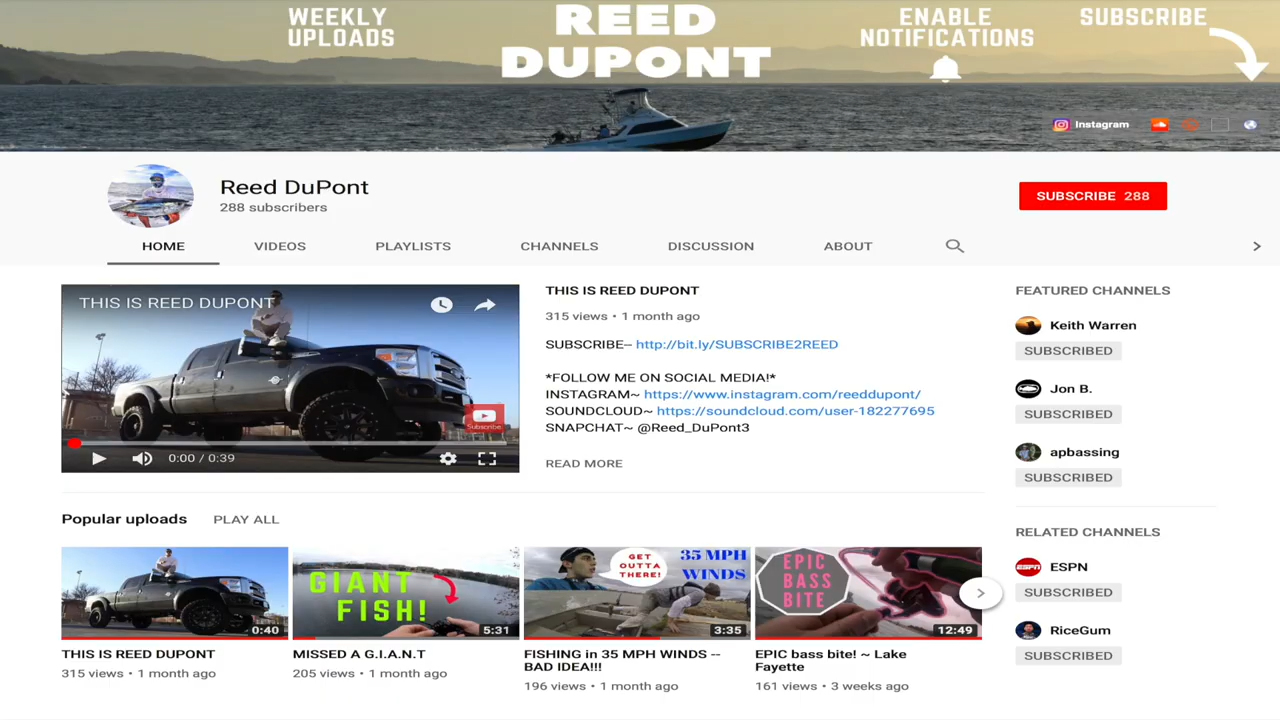 WEEKLY
UPLOADS
REED
DUPONT
ENABLE
NOTIFICATIONS
SUBSCRIBE
Instagram
Reed DuPont
288 subscribers
SUBSCRIBE 288
HOME VIDEOS PLAYLISTS CHANNELS DISCUSSION ABOUT
THIS IS REED DUPONT
Subscribe
0:00 / 0:39
THIS IS REED DUPONT
315 views • 1 month ago
SUBSCRIBE-- http://bit.ly/SUBSCRIBE2REED
*FOLLOW ME ON SOCIAL MEDIA!*
INSTAGRAM~ https://www.instagram.com/reeddupont/
SOUNDCLOUD~ https://soundcloud.com/user-182277695
SNAPCHAT~ @Reed_DuPont3
READ MORE
FEATURED CHANNELS
Keith Warren
SUBSCRIBED
Jon B.
SUBSCRIBED
apbassing
SUBSCRIBED
RELATED CHANNELS
ESPN
ESPN
SUBSCRIBED
RiceGum
SUBSCRIBED
Popular uploads PLAY ALL
0:40
THIS IS REED DUPONT
315 views • 1 month ago
GIANT
FISH!
5:31
MISSED A G.I.A.N.T
205 views • 1 month ago
GET
OUTTA
THERE!
35 MPH
WINDS
3:35
FISHING in 35 MPH WINDS --
BAD IDEA!!!
196 views • 1 month ago
EPIC
BASS
BITE
12:49
EPIC bass bite! ~ Lake
Fayette
161 views • 3 weeks ago